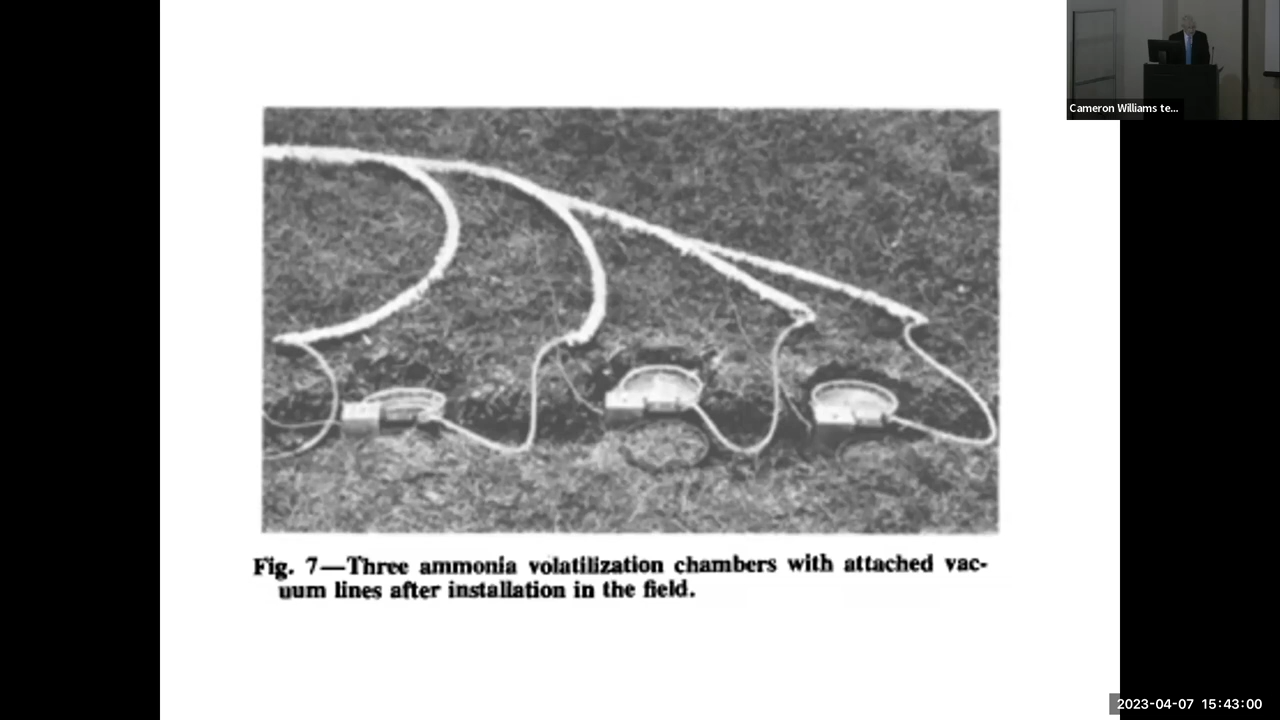 Cameron Williams te...
Fig. 7—Three ammonia volatilization chambers with attached vac-
uum lines after installation in the field.
2023-04-07 15:43:00